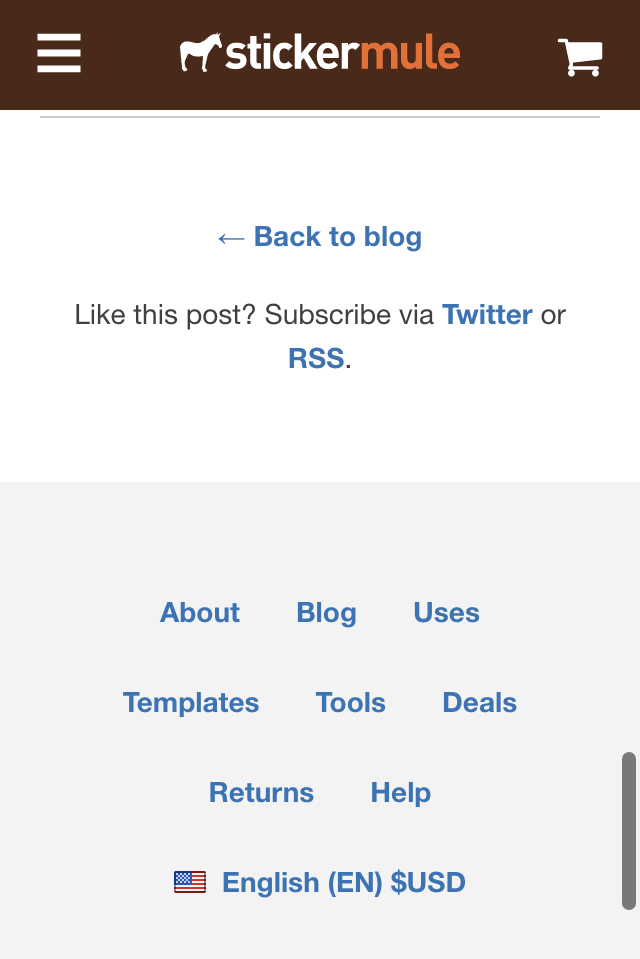 stickermule
← Back to blog
Like this post? Subscribe via Twitter or
RSS.
About Blog Uses
Templates Tools Deals
Returns Help
English (EN) $USD